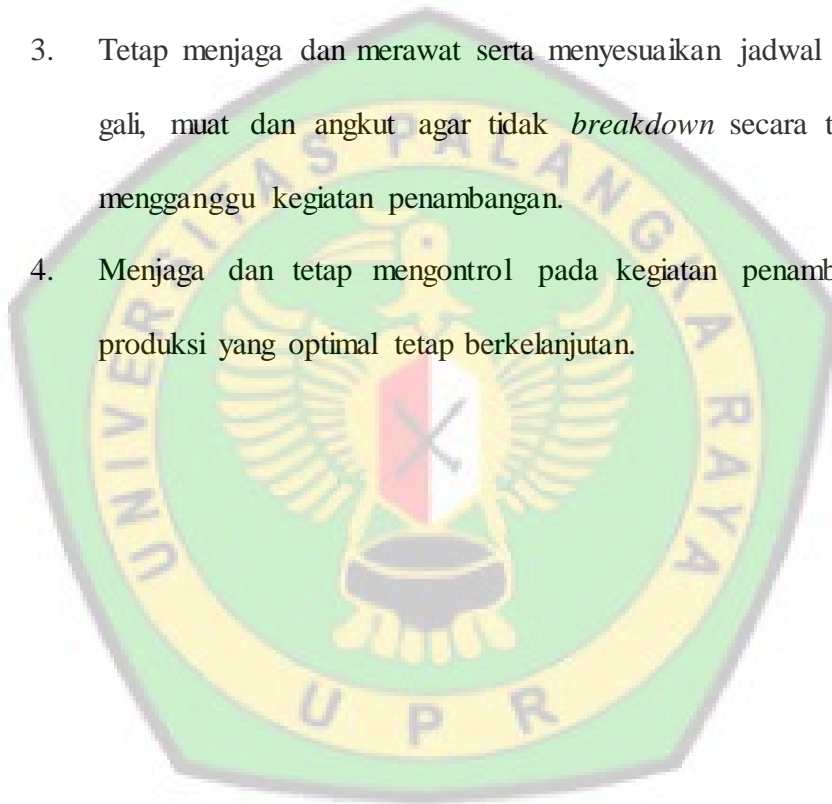 3. Tetap menjaga dan merawat serta menyesuaikan jadwal
gali, muat dan angkut agar tidak breakdown secara t
mengganggu kegiatan penambangan.
4. Menjaga dan tetap mengontrol pada kegiatan penamb
produksi yang optimal tetap berkelanjutan.
UNIVERSITAS PALANGKA RAYA
UPR